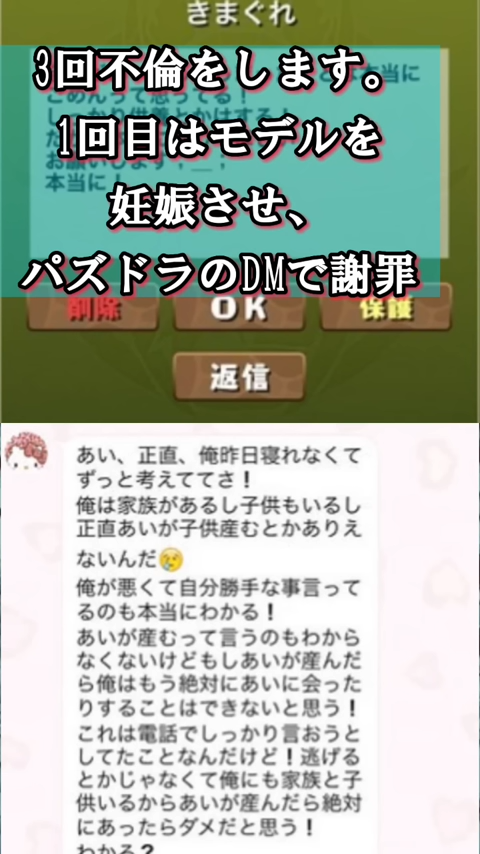 きまぐれ
3回不倫をします。
1回目はモデルを
妊娠させ、
パズドラのDMで謝罪
本当に
ごめんって思ってる！
本当に！
削除
OK
保護
返信
あい、正直、俺昨日寝れなくて
ずっと考えててさ！
俺は家族があるし子供もいるし
正直あいが子供産むとかありえ
ないんだ😢
俺が悪くて自分勝手な事言って
るのも本当にわかる！
あいが産むって言うのもわから
なくないけどもしあいが産んだ
ら俺はもう絶対にあいに会った
りすることはできないと思う！
これは電話でしっかり言おうと
してたことなんだけど！逃げる
とかじゃなくて俺にも家族と子
供いるからあいが産んだら絶対
にあったらダメだと思う！
わかる？